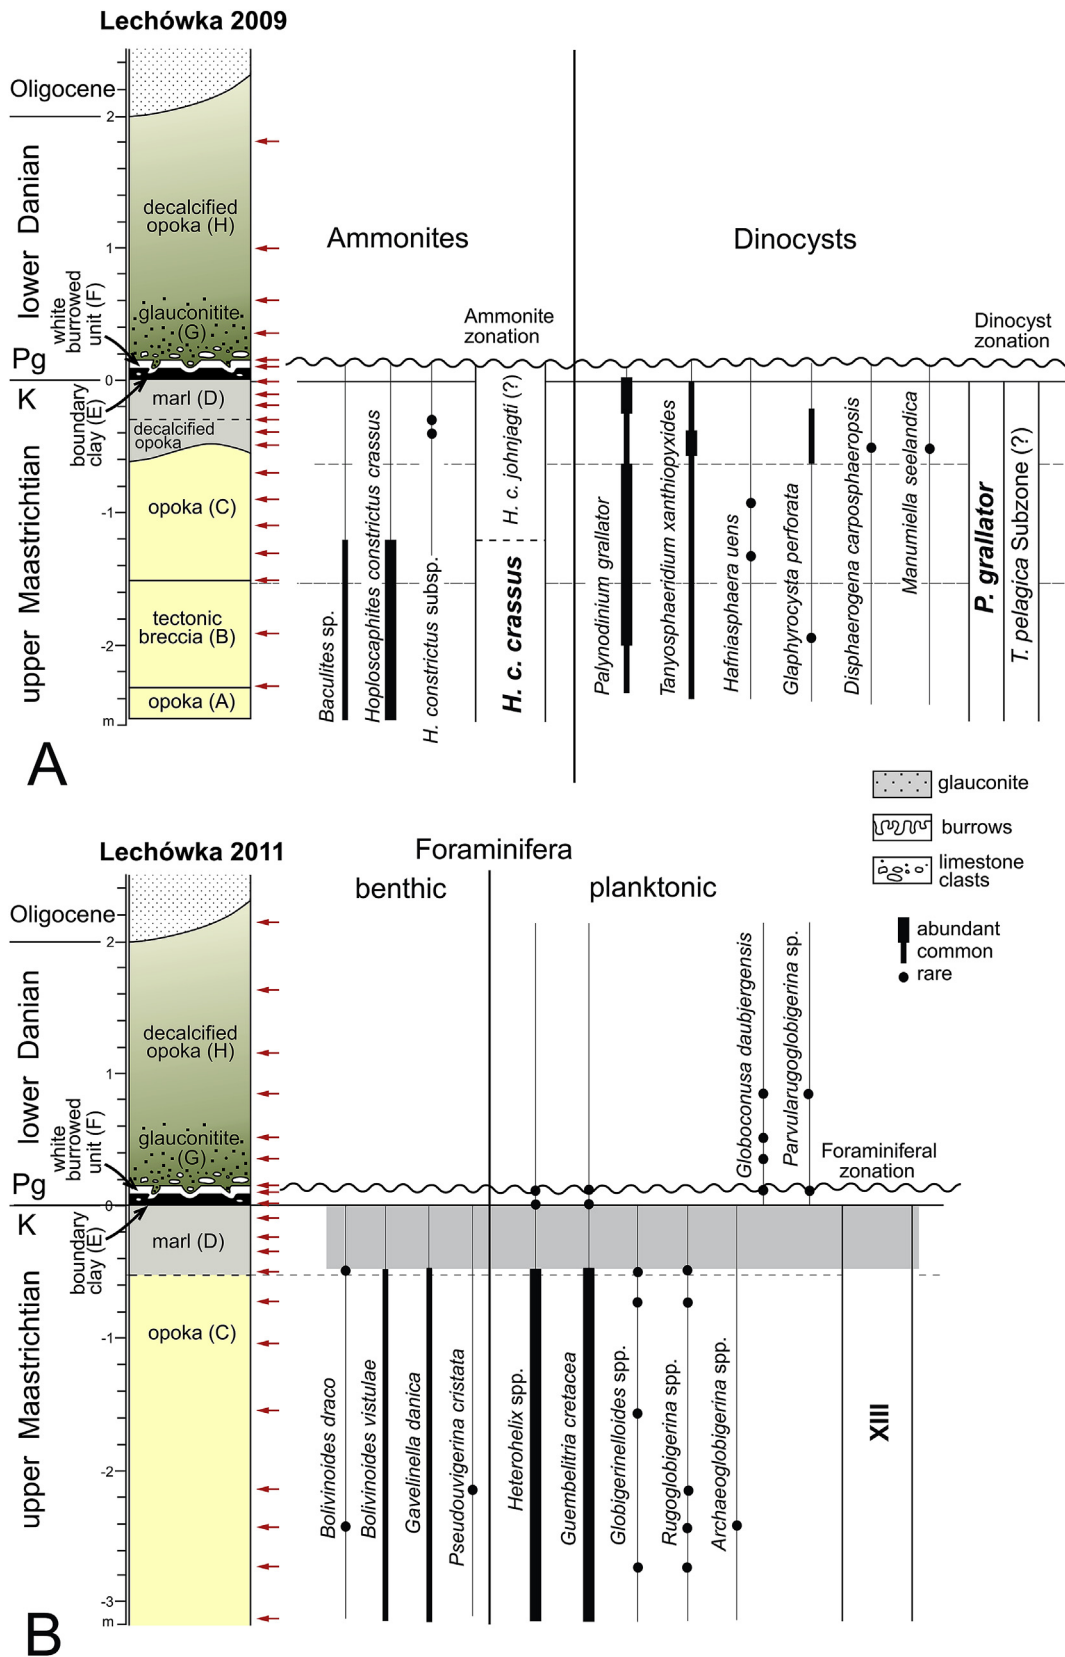 Lechówka 2009
Oligocene
2
lower Danian
decalcified
opoka (H)
1
white
burrowed
unit (F)
glauconitite
(G)
Pg
0
K
boundary
clay (E)
marl (D)
decalcified
opoka
upper Maastrichtian
opoka (C)
-1
tectonic
breccia (B)
-2
opoka (A)
m
A
Ammonites
Ammonite
zonation
Baculites sp.
Hoploscaphites constrictus crassus
H. constrictus subsp.
H. c. johnjagti (?)
H. c. crassus
Dinocysts
Dinocyst
zonation
Palynodinium grallator
Tanyosphaeridium xanthiopyxides
Hafniasphaera uens
Glaphyrocysta perforata
Disphaerogena carposphaeropsis
Manumiella seelandica
P. grallator
T. pelagica Subzone (?)
glauconite
burrows
limestone
clasts
abundant
common
rare
Lechówka 2011
Oligocene
2
lower Danian
decalcified
opoka (H)
1
white
burrowed
unit (F)
glauconitite
(G)
Pg
0
K
boundary
clay (E)
marl (D)
upper Maastrichtian
opoka (C)
-1
-2
-3
m
B
Foraminifera
benthic
planktonic
Bolivinoides draco
Bolivinoides vistulae
Gavelinella danica
Pseudouvigerina cristata
Heterohelix spp.
Guembelitria cretacea
Globigerinelloides spp.
Rugoglobigerina spp.
Archaeoglobigerina spp.
Globoconusa daubjergensis
Parvularugoglobigerina sp.
Foraminiferal
zonation
XIII